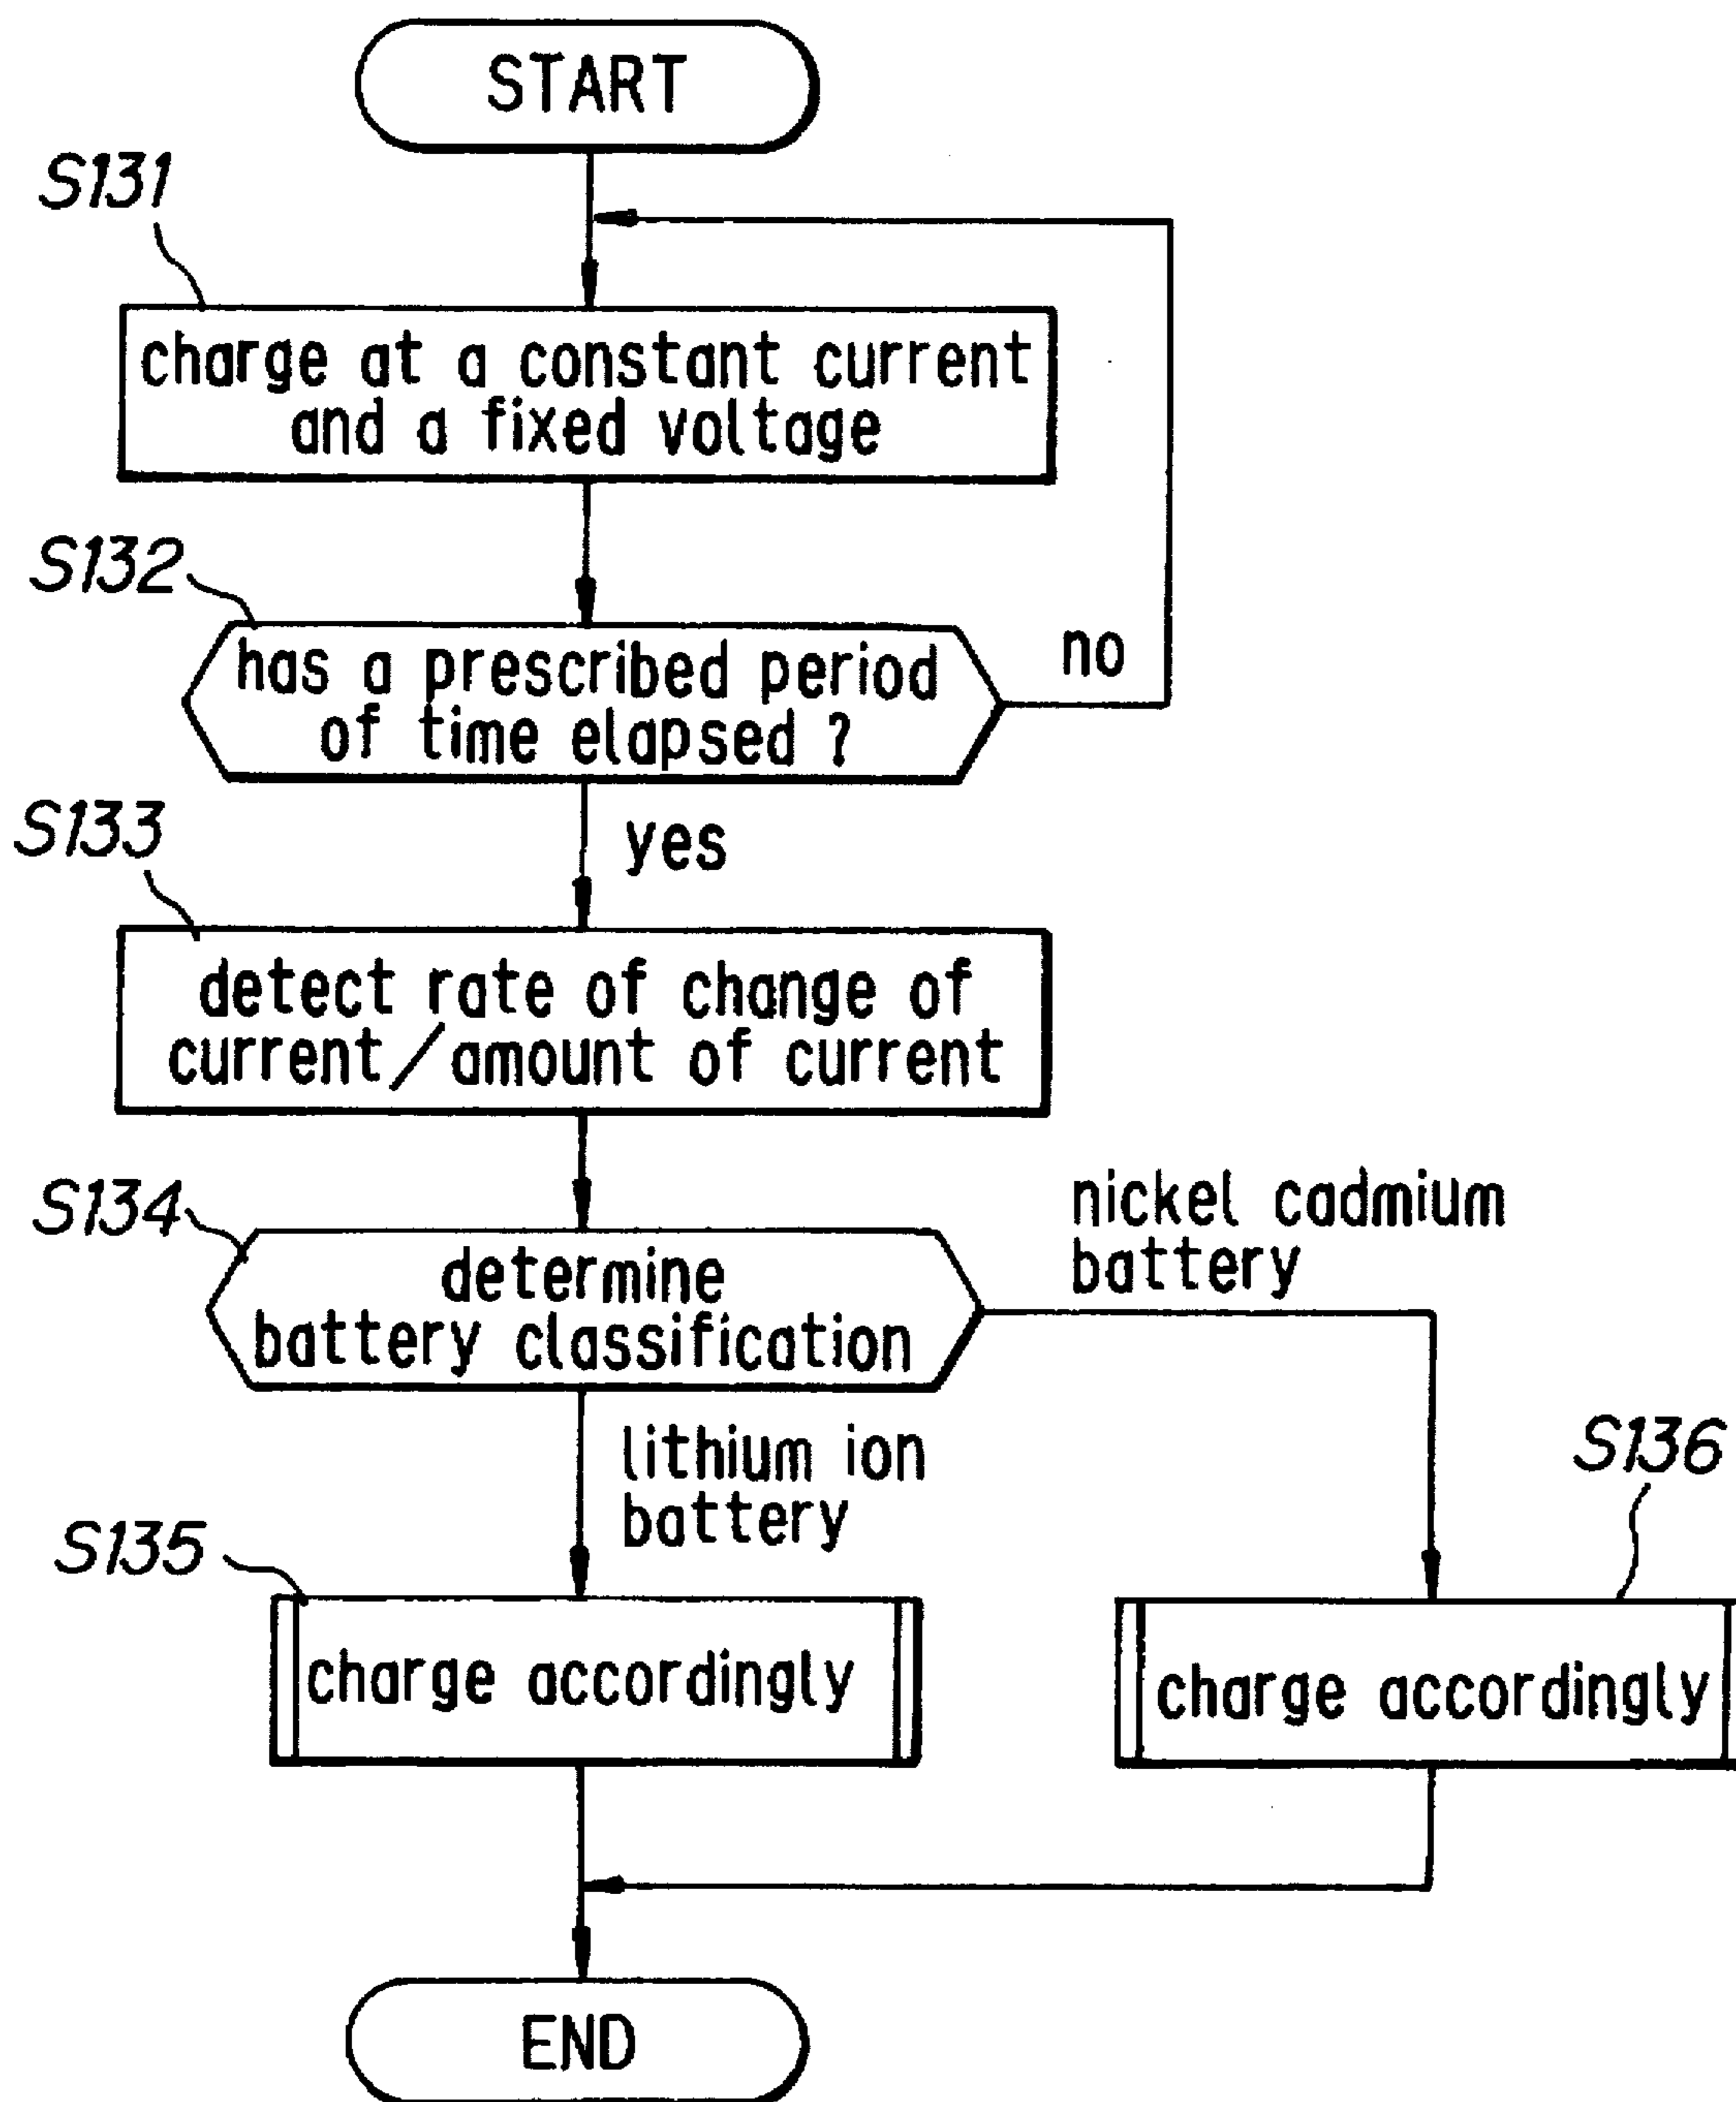 START
S131
charge at a constant current
and a fixed voltage
S132
has a prescribed period
of time elapsed ?
no
yes
S133
detect rate of change of
current/amount of current
S134
determine
battery classification
nickel cadmium
battery
lithium ion
battery
S135
charge accordingly
S136
charge accordingly
END